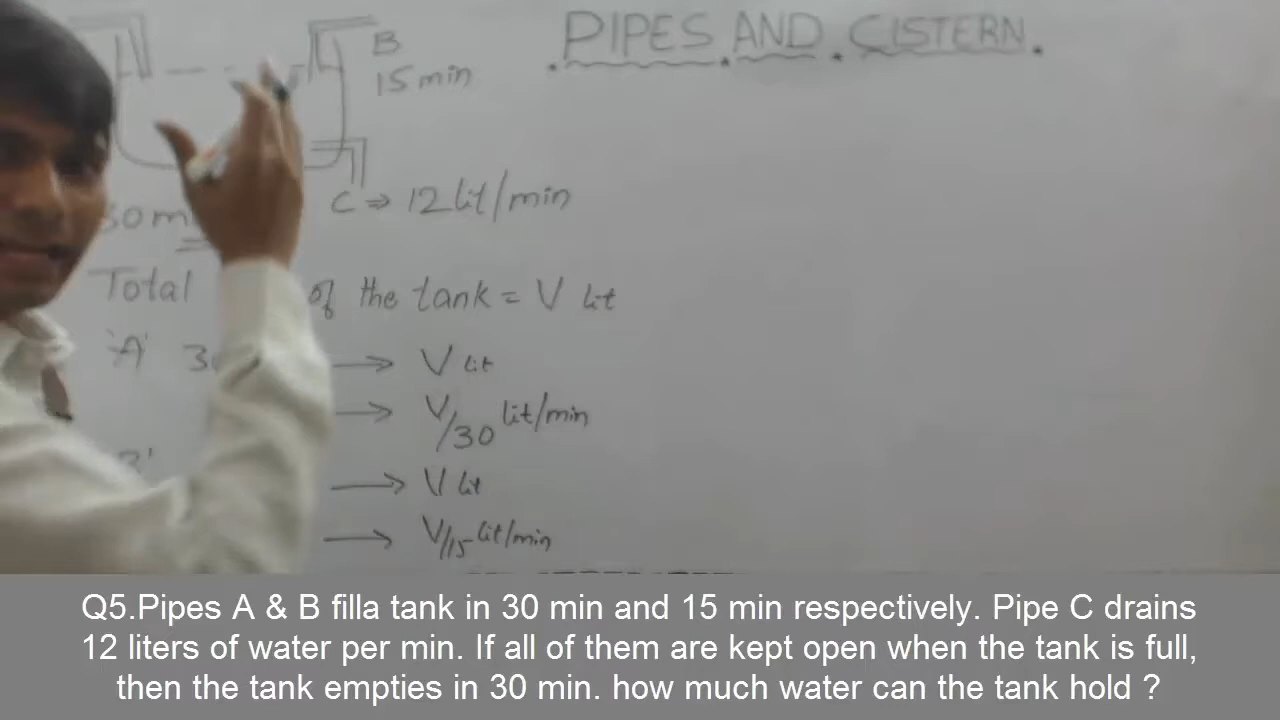 PIPES AND CISTERN.
B
15 min
C ⇒ 12 lit/min
Total of the tank = V lit
'A' → V lit
→ V/30 lit/min
→ V lit
→ V/15 lit/min
Q5.Pipes A & B filla tank in 30 min and 15 min respectively. Pipe C drains
12 liters of water per min. If all of them are kept open when the tank is full,
then the tank empties in 30 min. how much water can the tank hold ?